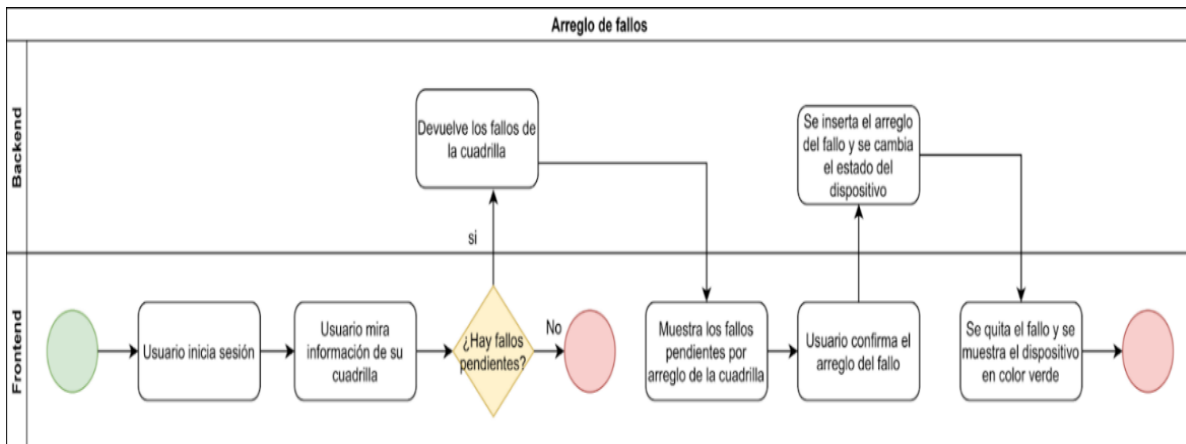 Arreglo de fallos
Backend
Devuelve los fallos de
la cuadrilla
Se inserta el arreglo
del fallo y se cambia
el estado del
dispositivo
si
Frontend
Usuario inicia sesión
Usuario mira
información de su
cuadrilla
¿Hay fallos
pendientes?
No
Muestra los fallos
pendientes por
arreglo de la cuadrilla
Usuario confirma el
arreglo del fallo
Se quita el fallo y se
muestra el dispositivo
en color verde